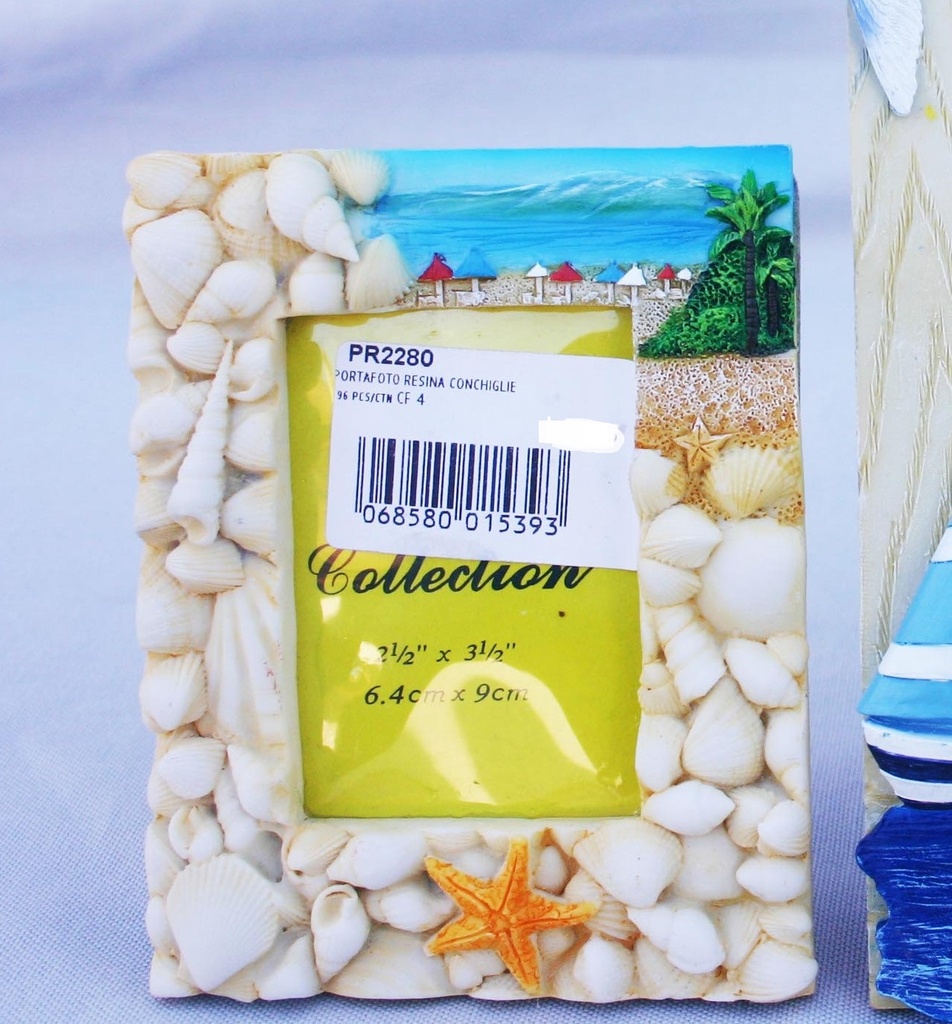 PR2280
PORTAFOTO RESINA CONCHIGLIE
96 PCS/CTN CF 4
068580 015393
Collection
2½" x 3½"
6.4cm x 9cm